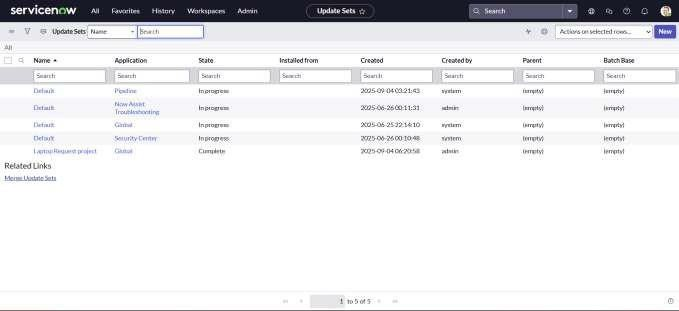 servicenow All Favorites History Workspaces Admin Update Sets Search
Update Sets Name Search Actions on selected rows... New
All
Name Application State Installed from Created Created by Parent Batch Base
Search Search Search Search Search Search Search Search
Default Pipeline In progress 2025-09-04 03:21:43 system (empty) (empty)
Default Now Assist Troubleshooting In progress 2025-06-26 00:11:31 admin (empty) (empty)
Default Global In progress 2025-06-25 22:14:10 system (empty) (empty)
Default Security Center In progress 2025-06-26 00:10:48 system (empty) (empty)
Laptop Request project Global Complete 2025-09-04 06:20:58 admin (empty) (empty)
Related Links
Merge Update Sets
1 to 5 of 5